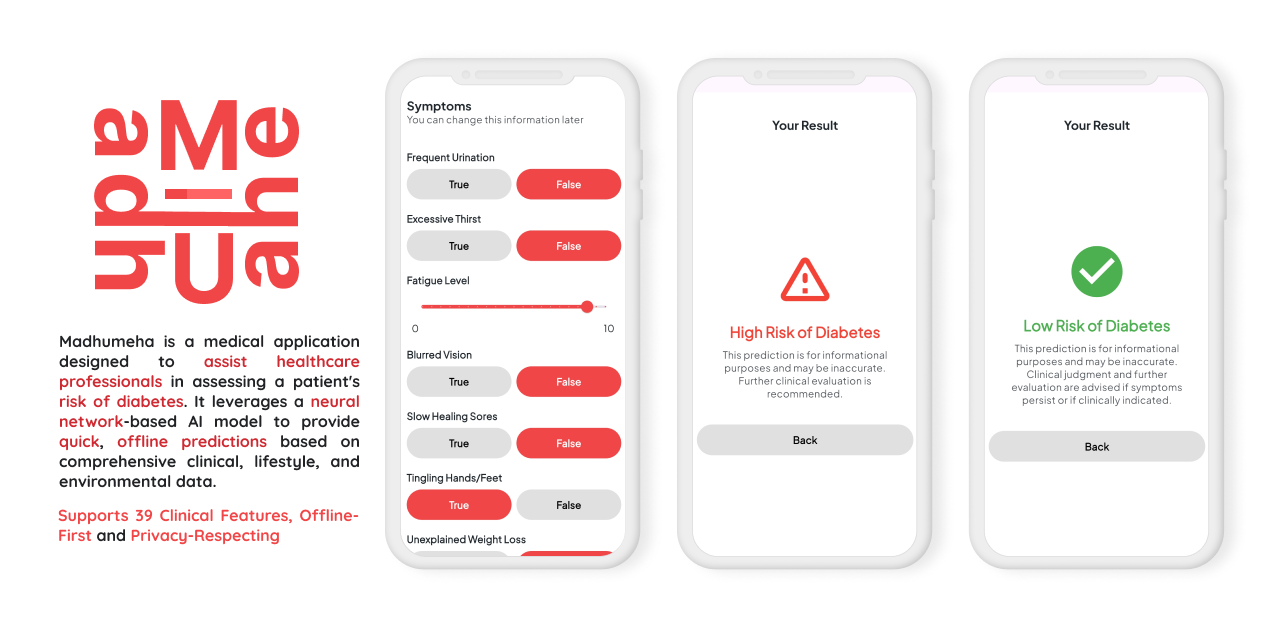 Madhumeha is a medical application
designed to assist healthcare
professionals in assessing a patient's
risk of diabetes. It leverages a neural
network-based AI model to provide
quick, offline predictions based on
comprehensive clinical, lifestyle, and
environmental data.
Supports 39 Clinical Features, Offline-
First and Privacy-Respecting
Symptoms
You can change this information later
Frequent Urination
True False
Excessive Thirst
True False
Fatigue Level
0 10
Blurred Vision
True False
Slow Healing Sores
True False
Tingling Hands/Feet
True False
Unexplained Weight Loss
Your Result
High Risk of Diabetes
This prediction is for informational
purposes and may be inaccurate.
Further clinical evaluation is
recommended.
Back
Your Result
Low Risk of Diabetes
This prediction is for informational
purposes and may be inaccurate.
Clinical judgment and further
evaluation are advised if symptoms
persist or if clinically indicated.
Back